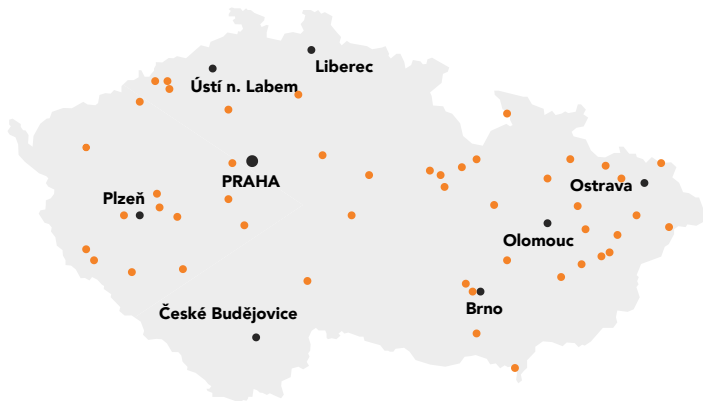 Liberec
Ústí n. Labem
PRAHA
Plzeň
Ostrava
Olomouc
České Budějovice
Brno